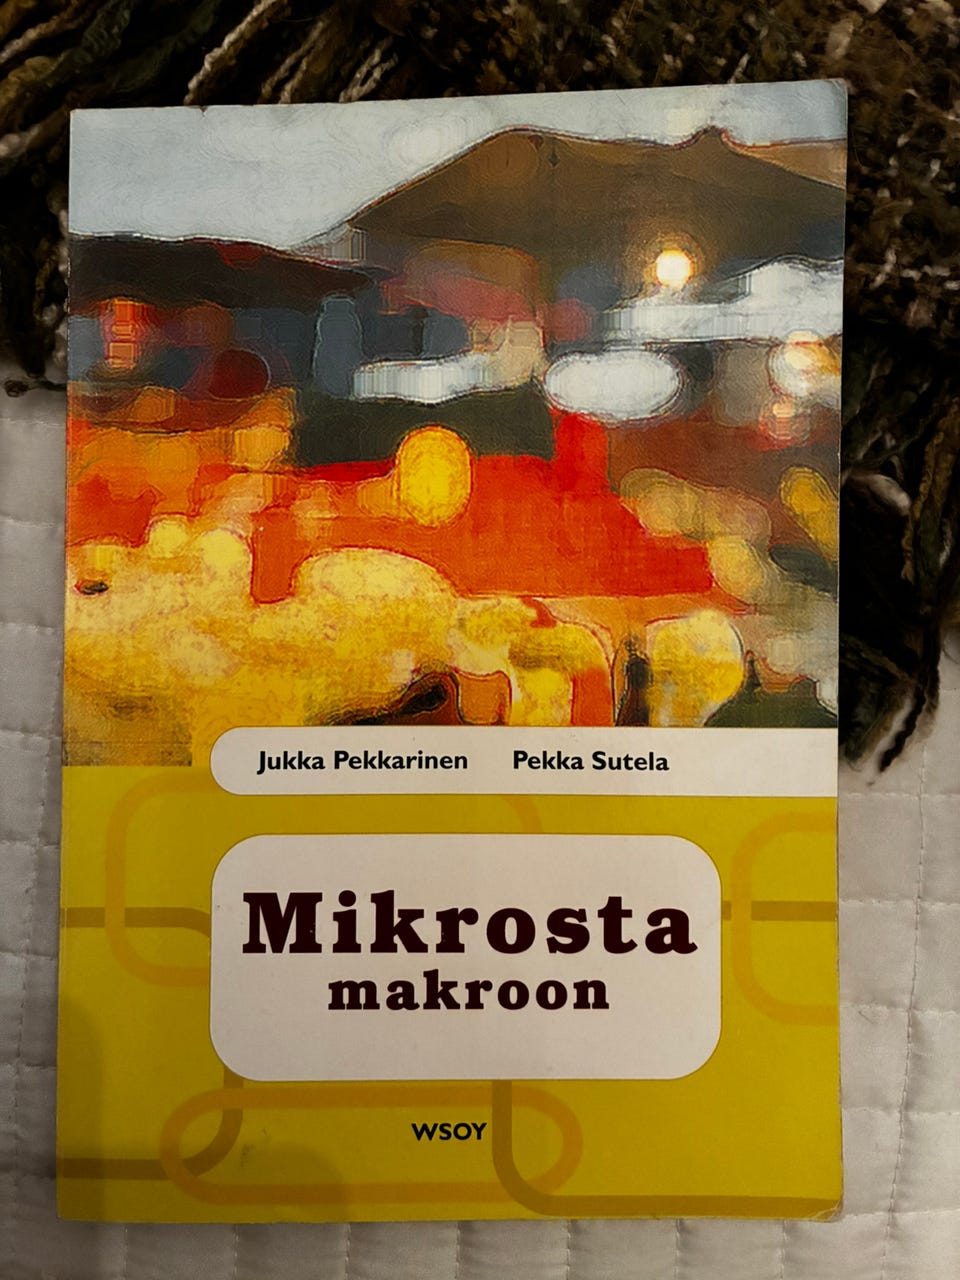 Jukka Pekkarinen Pekka Sutela
Mikrosta
makroon
WSOY